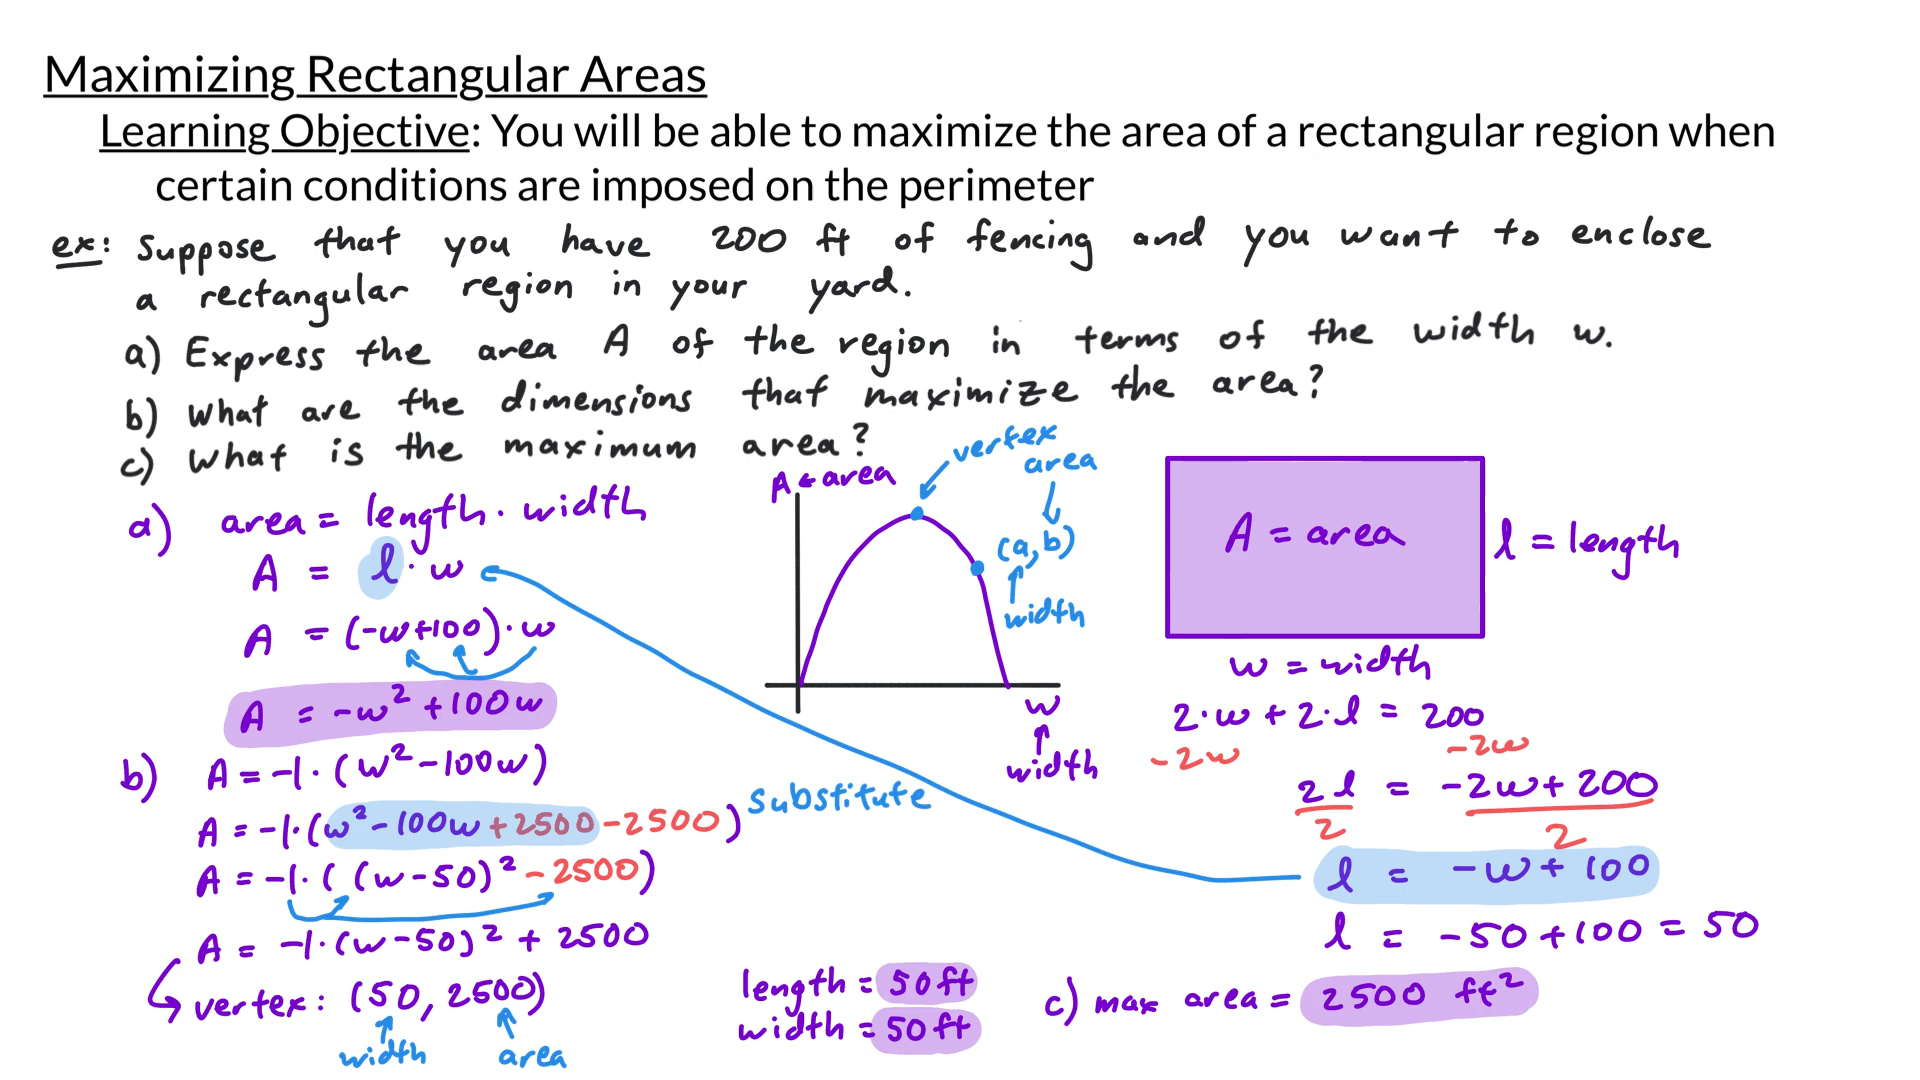 Maximizing Rectangular Areas
Learning Objective: You will be able to maximize the area of a rectangular region when
certain conditions are imposed on the perimeter
ex: Suppose that you have 200 ft of fencing and you want to enclose
a rectangular region in your yard.
a) Express the area A of the region in terms of the width w.
b) What are the dimensions that maximize the area?
c) What is the maximum area?
a) area = length · width
A = l · w
A = (-w+100) · w
A = -w² + 100w
b) A = -1 · (w² - 100w)
A = -1 · (w² - 100w + 2500 - 2500)
A = -1 · ((w-50)² - 2500)
A = -1 · (w-50)² + 2500
vertex: (50, 2500)
width area
substitute
A ← area
vertex
area
(a, b)
width
w
width
A = area
l = length
w = width
2·w + 2·l = 200
-2w -2w
2l = -2w + 200
2 2
l = -w + 100
l = -50 + 100 = 50
length = 50 ft
width = 50 ft
c) max area = 2500 ft²